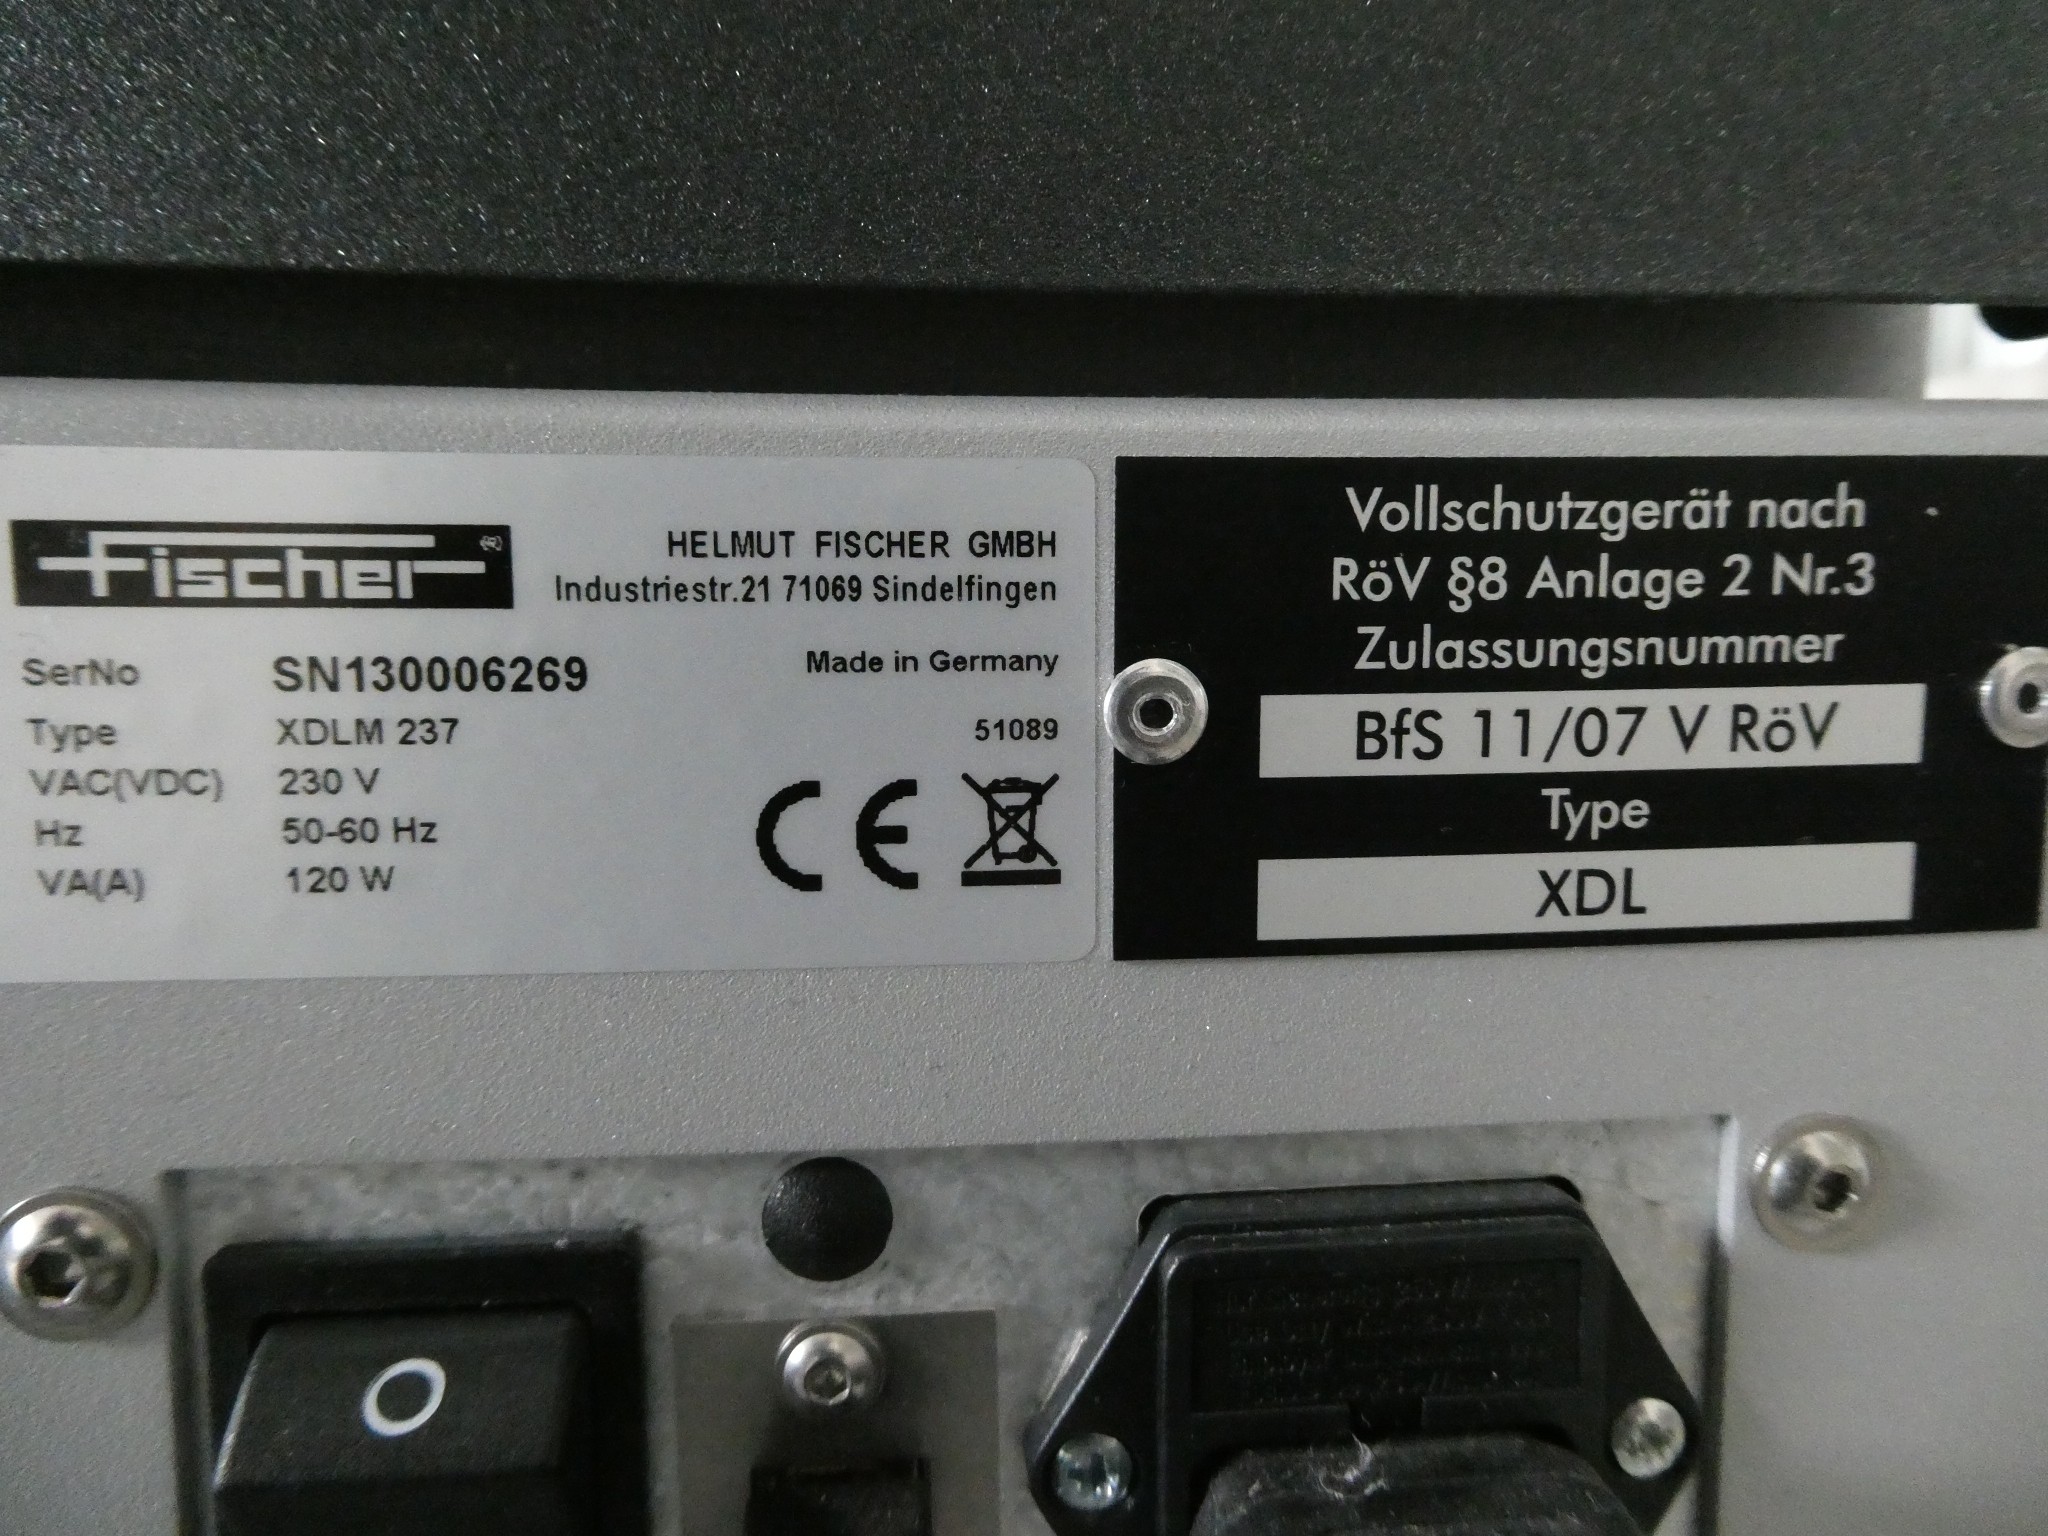 Fischer
HELMUT FISCHER GMBH
Industriestr.21 71069 Sindelfingen
SerNo SN130006269 Made in Germany
Type XDLM 237 51089
VAC(VDC) 230 V
Hz 50-60 Hz
VA(A) 120 W
CE
Vollschutzgerät nach
RöV §8 Anlage 2 Nr.3
Zulassungsnummer
BfS 11/07 V RöV
Type
XDL